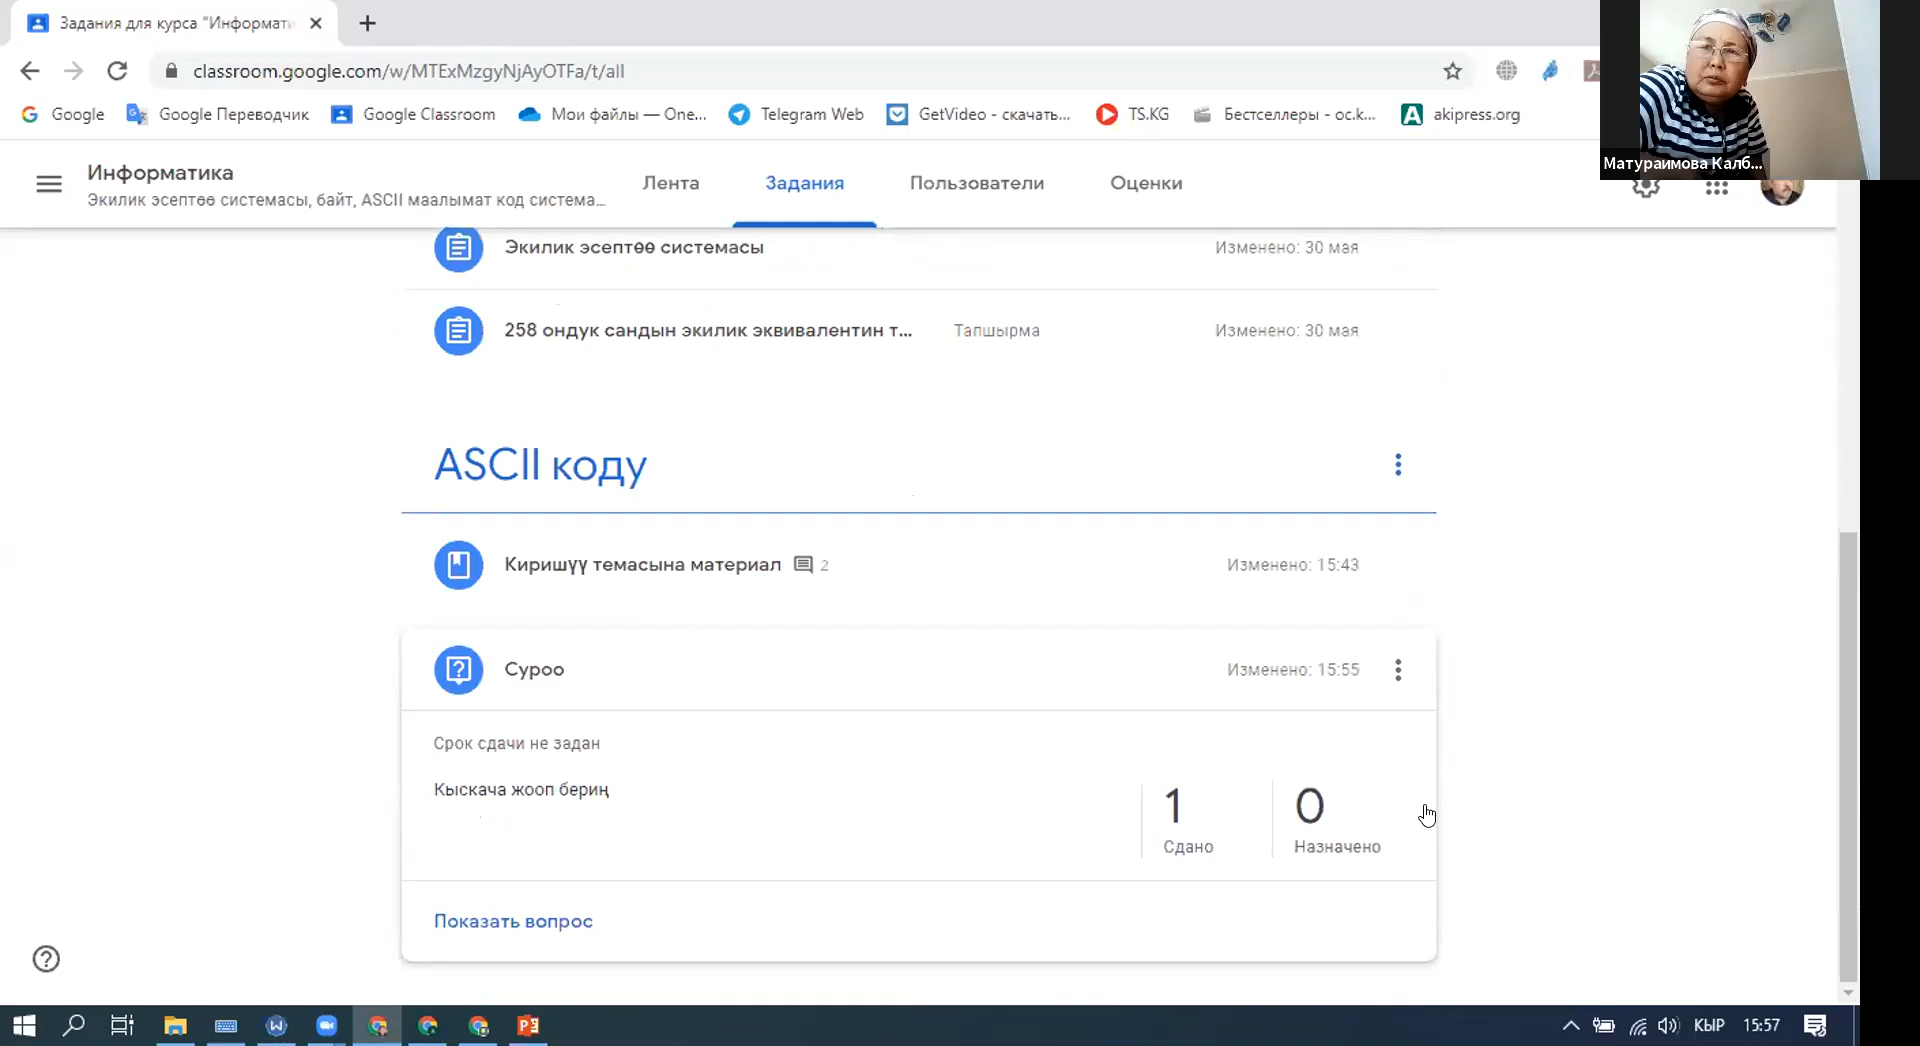 Задания для курса "Информати
classroom.google.com/w/MTExMzgyNjAyOTFa/t/all
Google
Google Переводчик
Google Classroom
Мои файлы — One...
Telegram Web
GetVideo - скачать...
TS.KG
Бестселлеры - oc.k...
akipress.org
Матураимова Калб...
Информатика
Экилик эсептөө системасы, байт, ASCII маалымат код система...
Лента
Задания
Пользователи
Оценки
Экилик эсептөө системасы
Изменено: 30 мая
258 ондук сандын экилик эквивалентин т...
Тапшырма
Изменено: 30 мая
ASCII коду
Киришүү темасына материал
2
Изменено: 15:43
Суроо
Изменено: 15:55
Срок сдачи не задан
Кыскача жооп бериң
1
Сдано
0
Назначено
Показать вопрос
КЫР
15:57